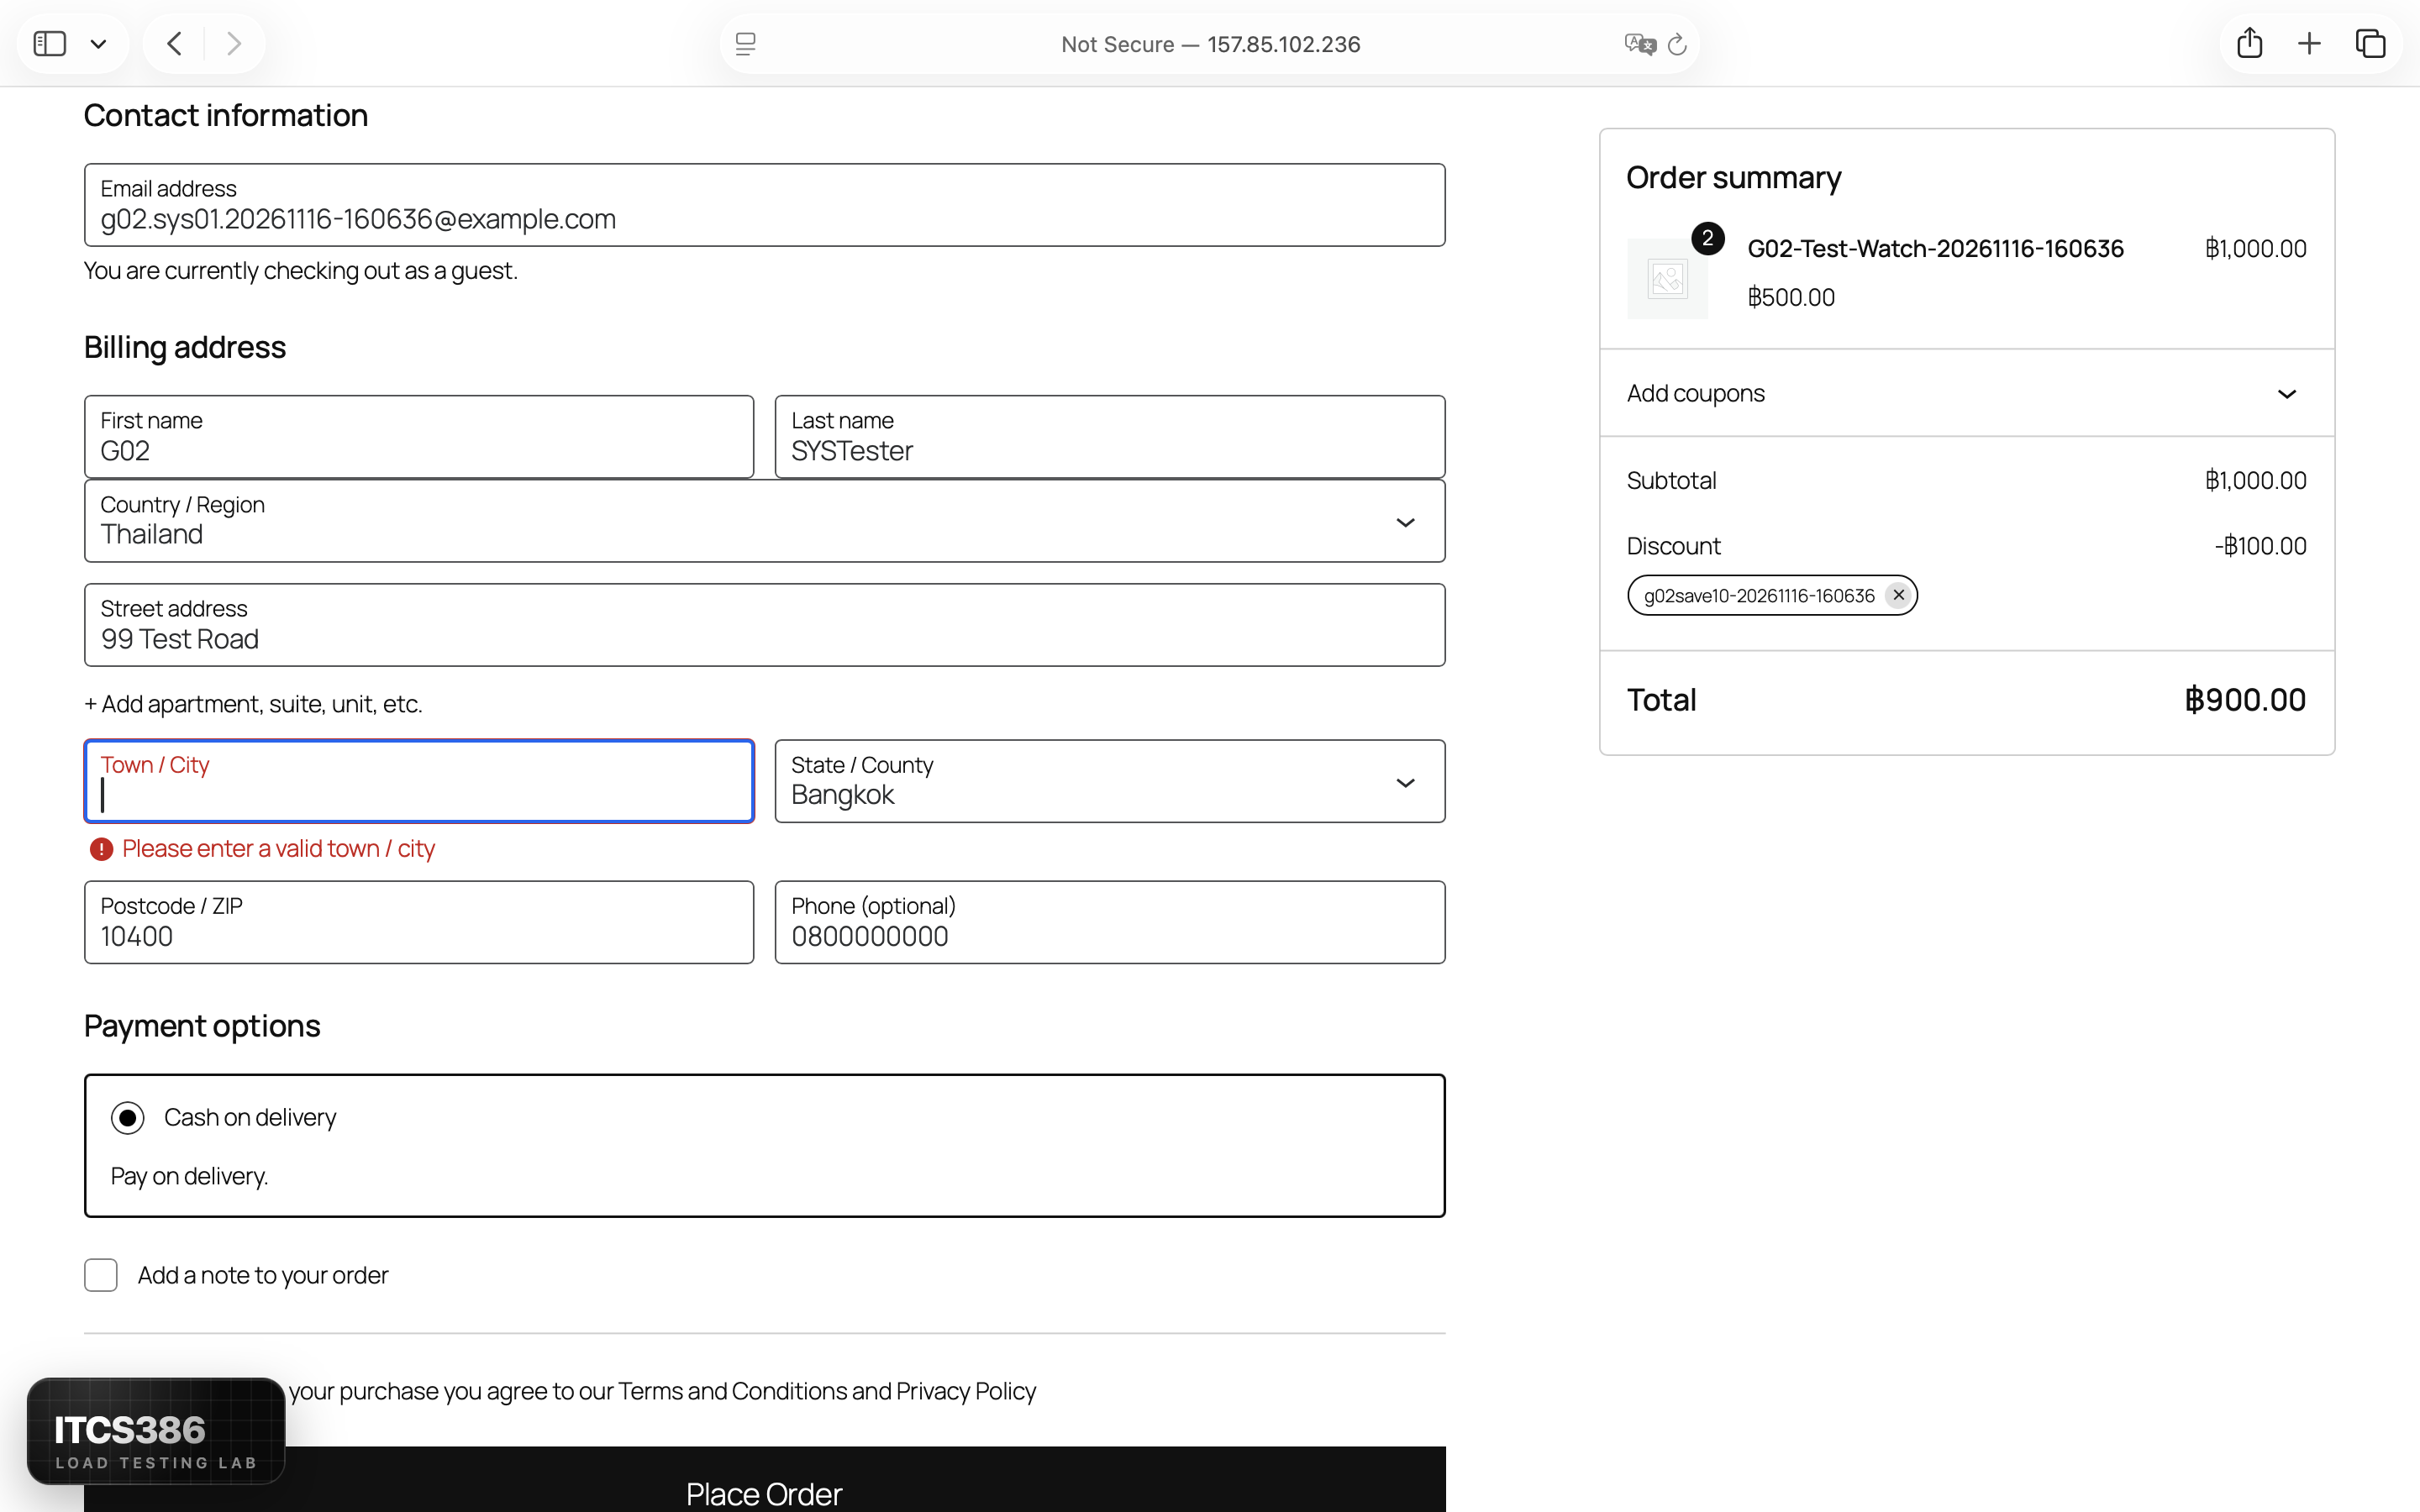 Not Secure — 157.85.102.236
Contact information
Email address
g02.sys01.20261116-160636@example.com
You are currently checking out as a guest.
Billing address
First name
G02
Last name
SYSTester
Country / Region
Thailand
Street address
99 Test Road
+ Add apartment, suite, unit, etc.
Town / City
State / County
Bangkok
Please enter a valid town / city
Postcode / ZIP
10400
Phone (optional)
0800000000
Payment options
Cash on delivery
Pay on delivery.
Add a note to your order
your purchase you agree to our Terms and Conditions and Privacy Policy
ITCS386
LOAD TESTING LAB
Place Order
Order summary
2
G02-Test-Watch-20261116-160636
฿1,000.00
฿500.00
Add coupons
Subtotal
฿1,000.00
Discount
-฿100.00
g02save10-20261116-160636
Total
฿900.00